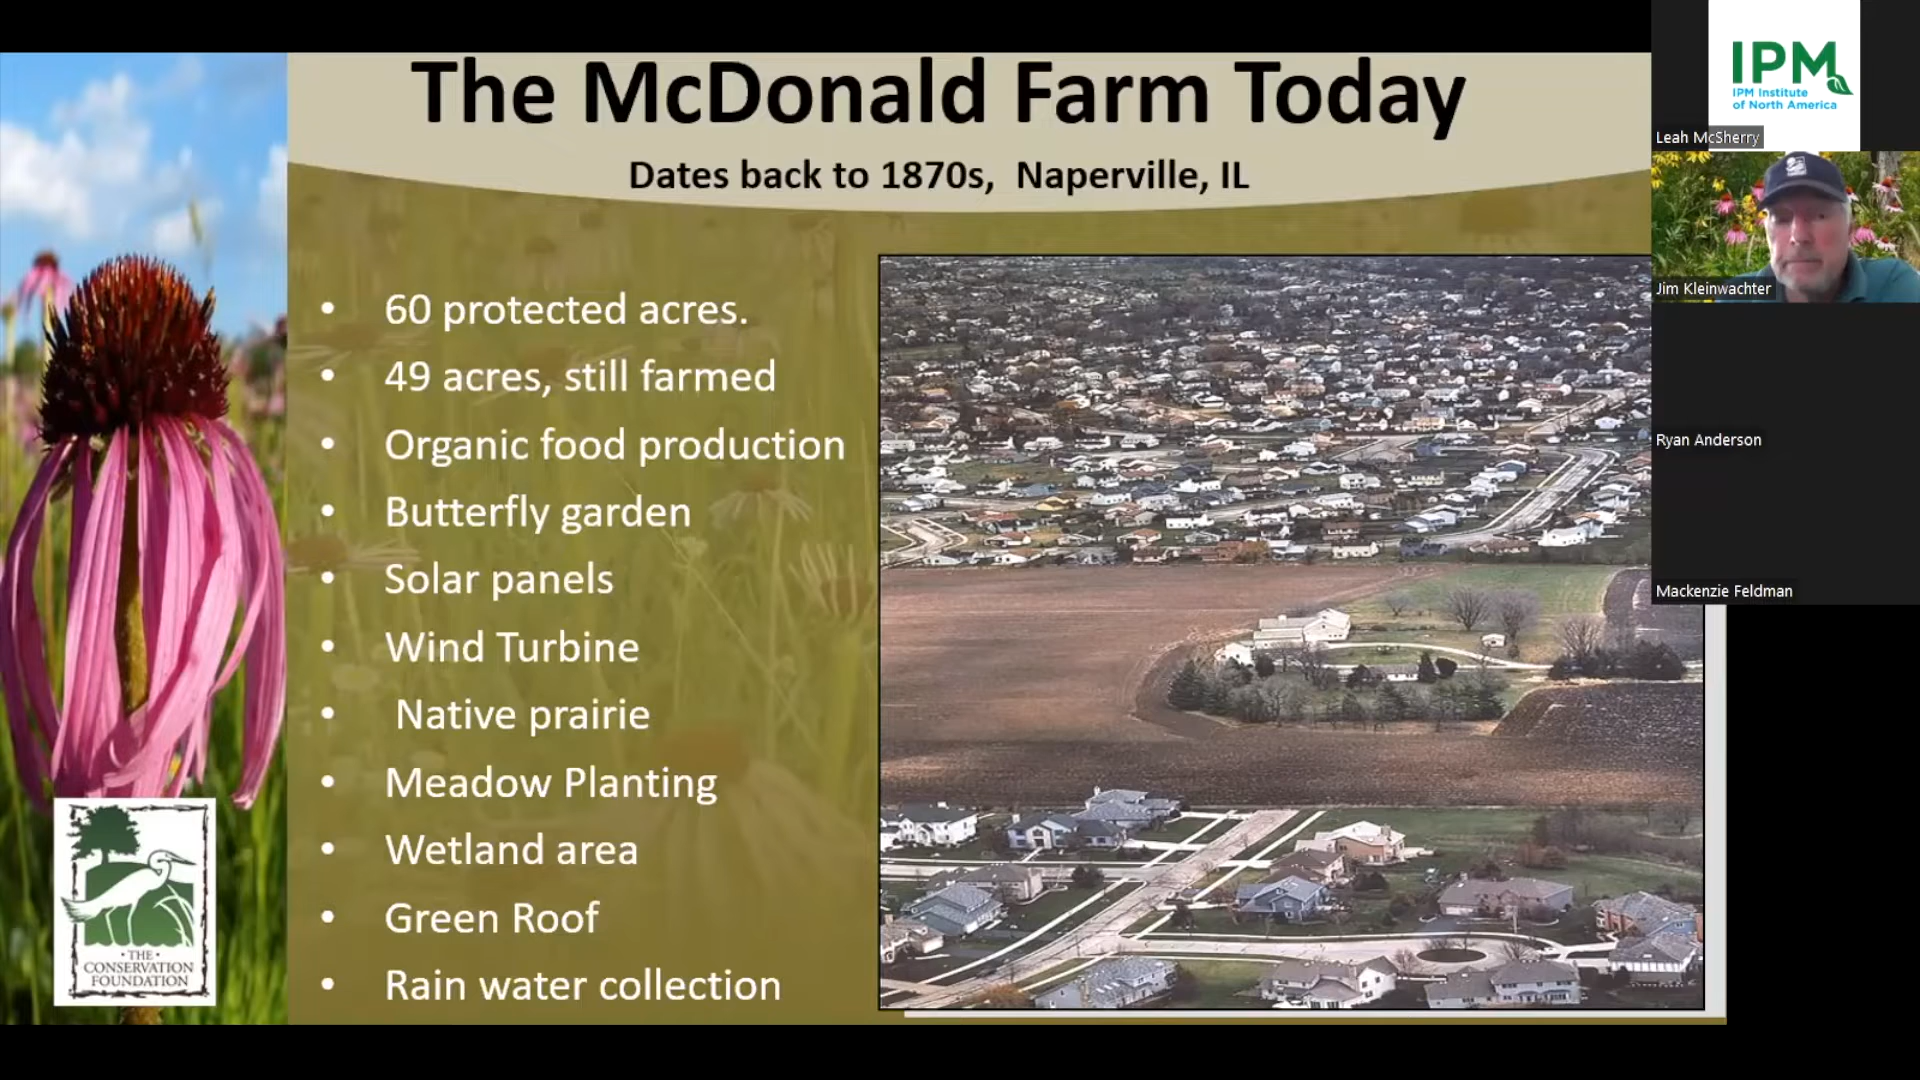 The McDonald Farm Today
Dates back to 1870s, Naperville, IL
• 60 protected acres.
• 49 acres, still farmed
• Organic food production
• Butterfly garden
• Solar panels
• Wind Turbine
• Native prairie
• Meadow Planting
• Wetland area
• Green Roof
• Rain water collection
• THE •
CONSERVATION
FOUNDATION
IPM
IPM Institute
of North America
Leah McSherry
Jim Kleinwachter
Ryan Anderson
Mackenzie Feldman